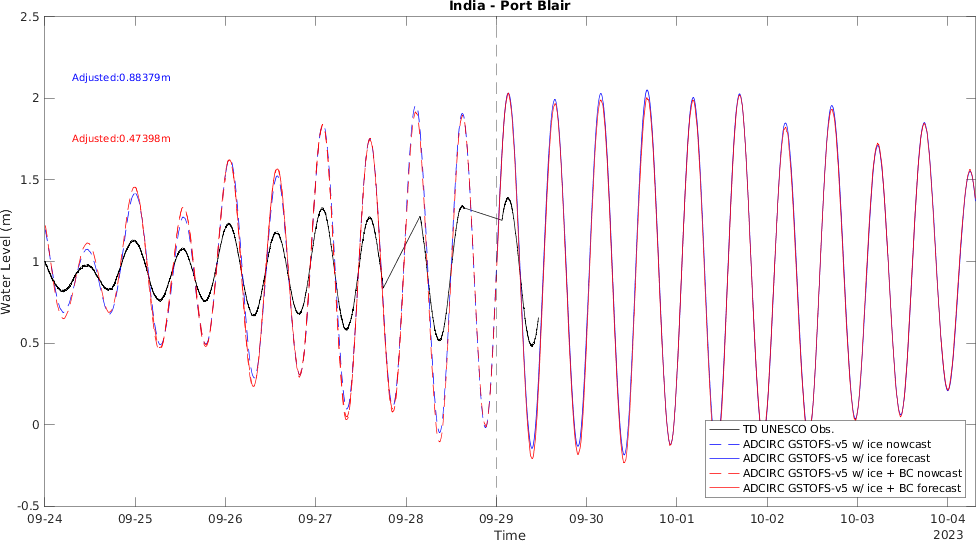 India - Port Blair
2.5
2
1.5
1
0.5
0
-0.5
Water Level (m)
Adjusted:0.88379m
Adjusted:0.47398m
TD UNESCO Obs.
ADCIRC GSTOFS-v5 w/ ice nowcast
ADCIRC GSTOFS-v5 w/ ice forecast
ADCIRC GSTOFS-v5 w/ ice + BC nowcast
ADCIRC GSTOFS-v5 w/ ice + BC forecast
09-24 09-25 09-26 09-27 09-28 09-29 09-30 10-01 10-02 10-03 10-04
Time
2023